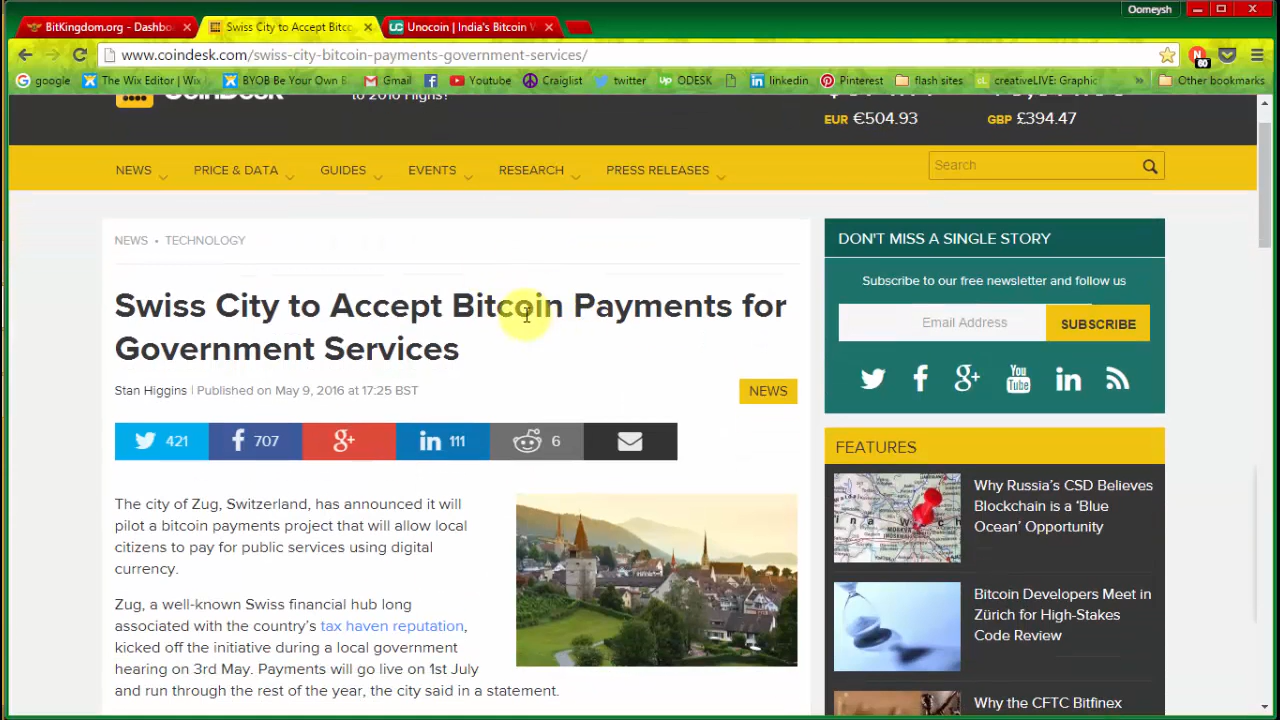 Oomeysh
BitKingdom.org - Dashbo
Swiss City to Accept Bitco
Unocoin | India's Bitcoin
www.coindesk.com/swiss-city-bitcoin-payments-government-services/
60
google
The Wix Editor | Wix
BYOB Be Your Own B
Gmail
Youtube
Craiglist
twitter
ODESK
linkedin
Pinterest
flash sites
creativeLIVE: Graphic
Other bookmarks
to 2016 Highs?
EUR €504.93
GBP £394.47
NEWS
PRICE & DATA
GUIDES
EVENTS
RESEARCH
PRESS RELEASES
Search
NEWS • TECHNOLOGY
Swiss City to Accept Bitcoin Payments for
Government Services
Stan Higgins | Published on May 9, 2016 at 17:25 BST
NEWS
421
707
111
6
The city of Zug, Switzerland, has announced it will
pilot a bitcoin payments project that will allow local
citizens to pay for public services using digital
currency.
Zug, a well-known Swiss financial hub long
associated with the country's tax haven reputation,
kicked off the initiative during a local government
hearing on 3rd May. Payments will go live on 1st July
and run through the rest of the year, the city said in a statement.
DON'T MISS A SINGLE STORY
Subscribe to our free newsletter and follow us
Email Address
SUBSCRIBE
You
Tube
FEATURES
Why Russia's CSD Believes
Blockchain is a 'Blue
Ocean' Opportunity
Bitcoin Developers Meet in
Zürich for High-Stakes
Code Review
Why the CFTC Bitfinex